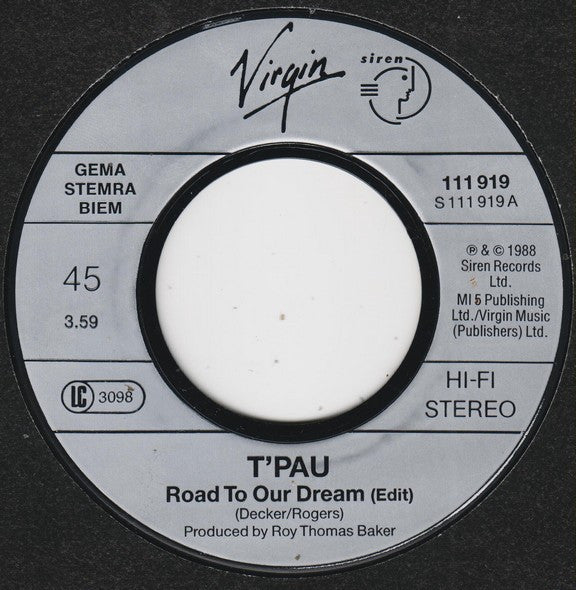 Virgin
siren
GEMA
STEMRA
BIEM
111 919
S 111 919 A
45
3.59
℗ & © 1988
Siren Records
Ltd.
MI 5 Publishing
Ltd./Virgin Music
(Publishers) Ltd.
LC 3098
HI-FI
STEREO
T'PAU
Road To Our Dream (Edit)
(Decker/Rogers)
Produced by Roy Thomas Baker